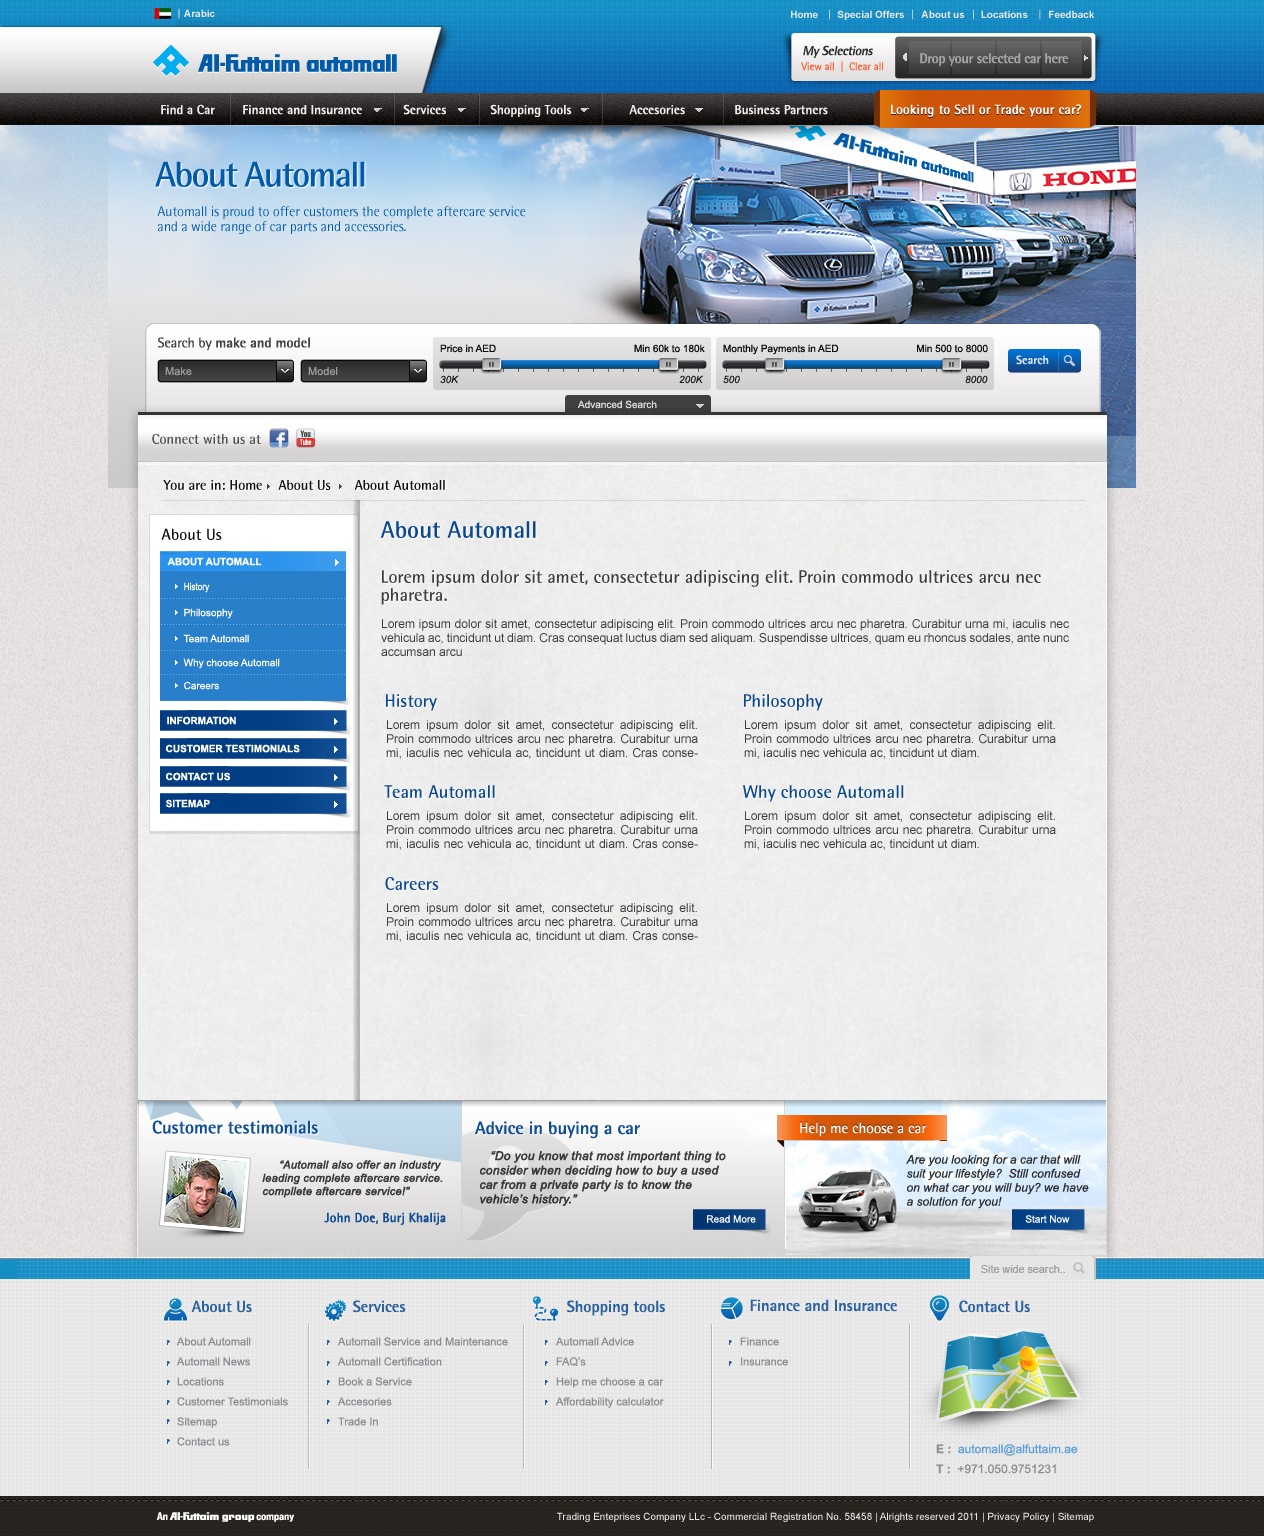 Arabic
Home | Special Offers | About us | Locations | Feedback
Al-Futtaim automall
My Selections
View all | Clear all
Drop your selected car here
Find a Car
Finance and Insurance
Services
Shopping Tools
Accesories
Business Partners
Looking to Sell or Trade your car?
About Automall
Automall is proud to offer customers the complete aftercare service
and a wide range of car parts and accessories.
Al-Futtaim automall
HOND
Al-Futtaim automall
Search by make and model
Make
Model
Price in AED
Min 60k to 180k
30K
200K
Monthly Payments in AED
Min 500 to 8000
500
8000
Search
Advanced Search
Connect with us at
You Tube
You are in: Home
About Us
About Automall
About Us
ABOUT AUTOMALL
History
Philosophy
Team Automall
Why choose Automall
Careers
INFORMATION
CUSTOMER TESTIMONIALS
CONTACT US
SITEMAP
About Automall
Lorem ipsum dolor sit amet, consectetur adipiscing elit. Proin commodo ultrices arcu nec
pharetra.
Lorem ipsum dolor sit amet, consectetur adipiscing elit. Proin commodo ultrices arcu nec pharetra. Curabitur urna mi, iaculis nec
vehicula ac, tincidunt ut diam. Cras consequat luctus diam sed aliquam. Suspendisse ultrices, quam eu rhoncus sodales, ante nunc
accumsan arcu
History
Lorem ipsum dolor sit amet, consectetur adipiscing elit.
Proin commodo ultrices arcu nec pharetra. Curabitur urna
mi, iaculis nec vehicula ac, tincidunt ut diam. Cras conse-
Philosophy
Lorem ipsum dolor sit amet, consectetur adipiscing elit.
Proin commodo ultrices arcu nec pharetra. Curabitur urna
mi, iaculis nec vehicula ac, tincidunt ut diam.
Team Automall
Lorem ipsum dolor sit amet, consectetur adipiscing elit.
Proin commodo ultrices arcu nec pharetra. Curabitur urna
mi, iaculis nec vehicula ac, tincidunt ut diam. Cras conse-
Why choose Automall
Lorem ipsum dolor sit amet, consectetur adipiscing elit.
Proin commodo ultrices arcu nec pharetra. Curabitur urna
mi, iaculis nec vehicula ac, tincidunt ut diam.
Careers
Lorem ipsum dolor sit amet, consectetur adipiscing elit.
Proin commodo ultrices arcu nec pharetra. Curabitur urna
mi, iaculis nec vehicula ac, tincidunt ut diam. Cras conse-
Customer testimonials
“Automall also offer an industry
leading complete aftercare service.
compllete aftercare service!”
John Doe, Burj Khalija
Advice in buying a car
“Do you know that most important thing to
consider when deciding how to buy a used
car from a private party is to know the
vehicle’s history.”
Read More
Help me choose a car
Are you looking for a car that will
suit your lifestyle? Still confused
on what car you will buy? we have
a solution for you!
Start Now
Site wide search..
About Us
About Automall
Automall News
Locations
Customer Testimonials
Sitemap
Contact us
Services
Automall Service and Maintenance
Automall Certification
Book a Service
Accesories
Trade In
Shopping tools
Automall Advice
FAQ’s
Help me choose a car
Affordability calculator
Finance and Insurance
Finance
Insurance
Contact Us
E : automall@alfuttaim.ae
T : +971.050.9751231
An Al-Futtaim group company
Trading Enteprises Company LLc - Commercial Registration No. 58458 | Alrights reserved 2011 | Privacy Policy | Sitemap